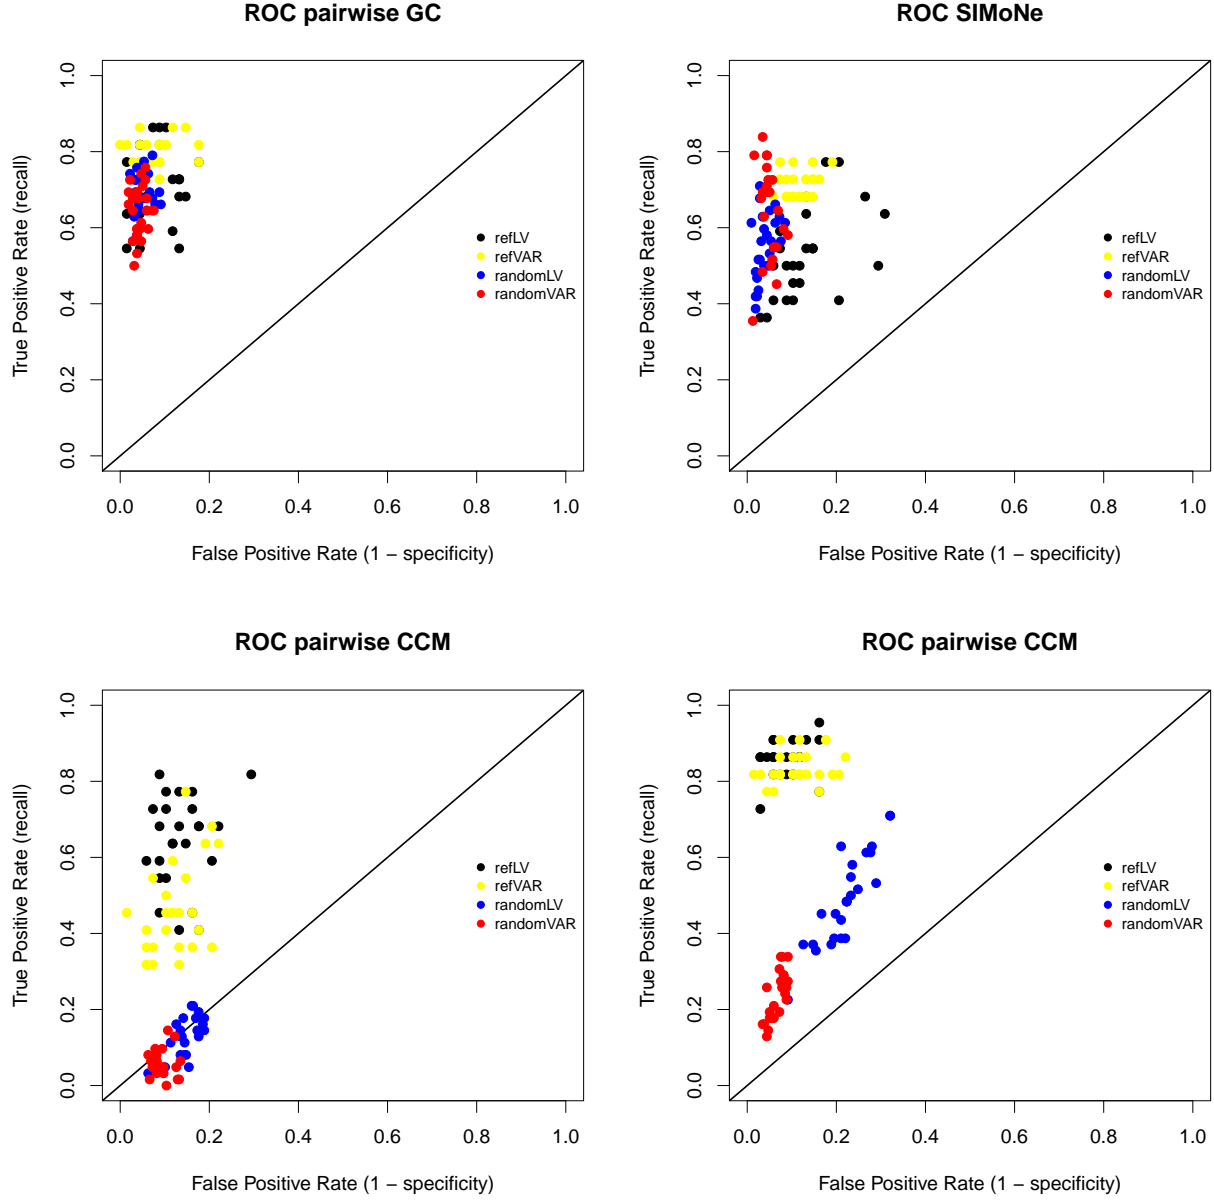 ROC pairwise GC
True Positive Rate (recall)
1.0
0.8
0.6
0.4
0.2
0.0
refLV
refVAR
randomLV
randomVAR
0.0 0.2 0.4 0.6 0.8 1.0
False Positive Rate (1 − specificity)
ROC SIMoNe
True Positive Rate (recall)
1.0
0.8
0.6
0.4
0.2
0.0
refLV
refVAR
randomLV
randomVAR
0.0 0.2 0.4 0.6 0.8 1.0
False Positive Rate (1 − specificity)
ROC pairwise CCM
True Positive Rate (recall)
1.0
0.8
0.6
0.4
0.2
0.0
refLV
refVAR
randomLV
randomVAR
0.0 0.2 0.4 0.6 0.8 1.0
False Positive Rate (1 − specificity)
ROC pairwise CCM
True Positive Rate (recall)
1.0
0.8
0.6
0.4
0.2
0.0
refLV
refVAR
randomLV
randomVAR
0.0 0.2 0.4 0.6 0.8 1.0
False Positive Rate (1 − specificity)